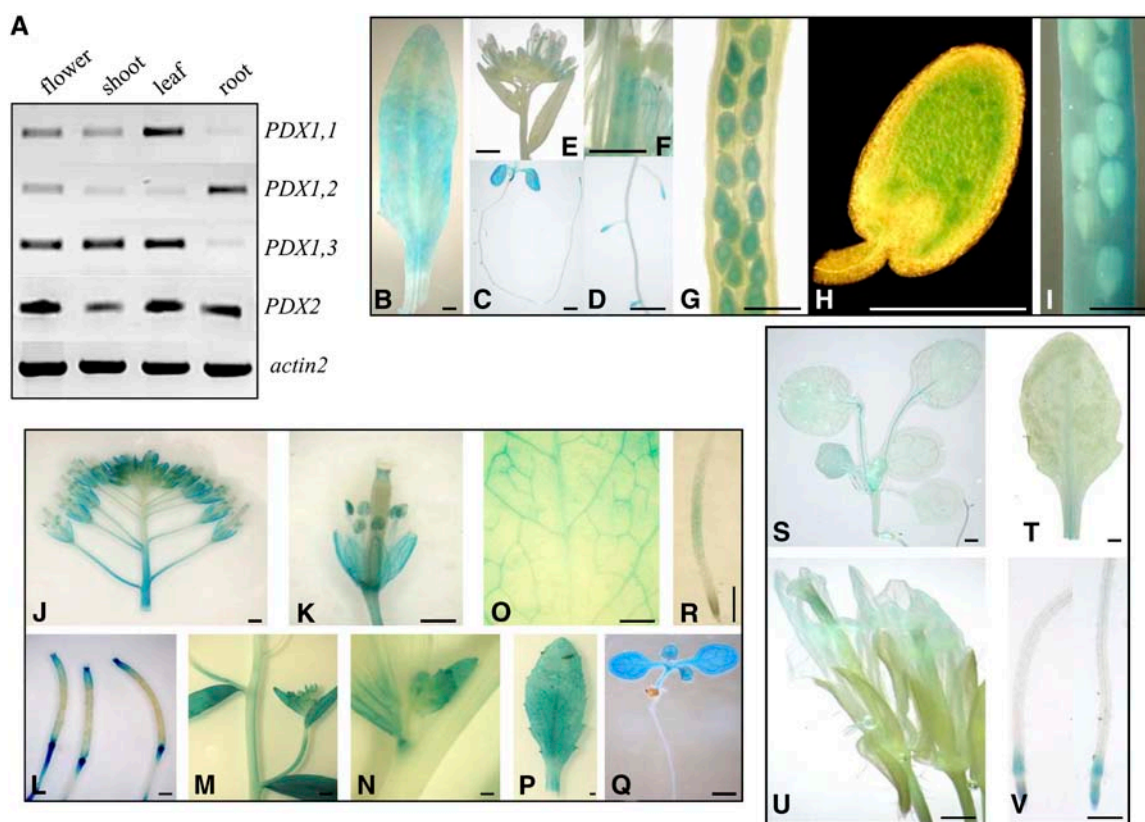 A
flower shoot leaf root
PDX1,1
PDX1,2
PDX1,3
PDX2
actin2
B
C
D
E
F
G
H
I
J
K
O
R
L
M
N
P
Q
S
T
U
V